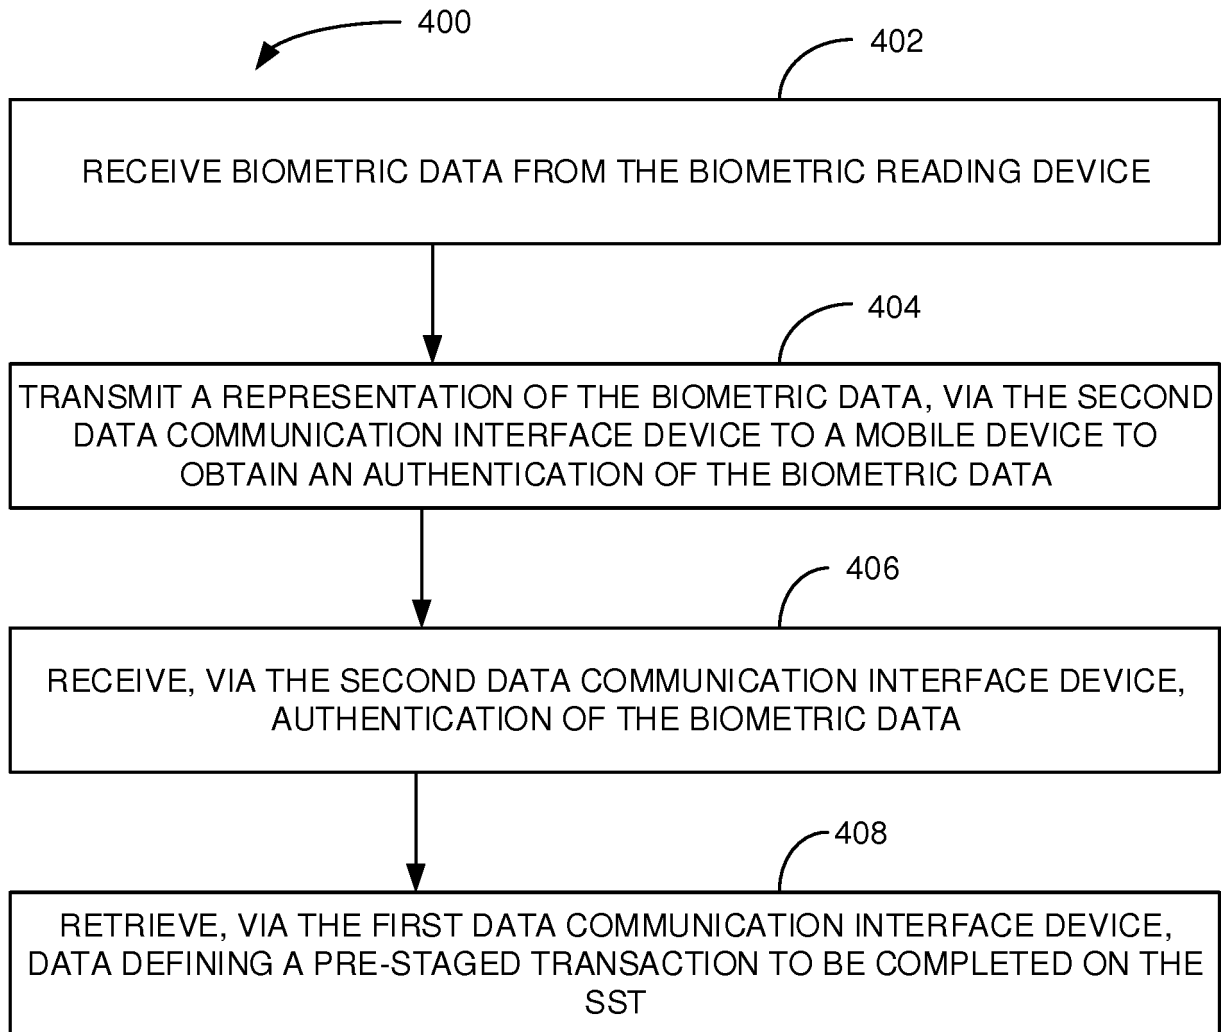 400
402
RECEIVE BIOMETRIC DATA FROM THE BIOMETRIC READING DEVICE
404
TRANSMIT A REPRESENTATION OF THE BIOMETRIC DATA, VIA THE SECOND
DATA COMMUNICATION INTERFACE DEVICE TO A MOBILE DEVICE TO
OBTAIN AN AUTHENTICATION OF THE BIOMETRIC DATA
406
RECEIVE, VIA THE SECOND DATA COMMUNICATION INTERFACE DEVICE,
AUTHENTICATION OF THE BIOMETRIC DATA
408
RETRIEVE, VIA THE FIRST DATA COMMUNICATION INTERFACE DEVICE,
DATA DEFINING A PRE-STAGED TRANSACTION TO BE COMPLETED ON THE
SST